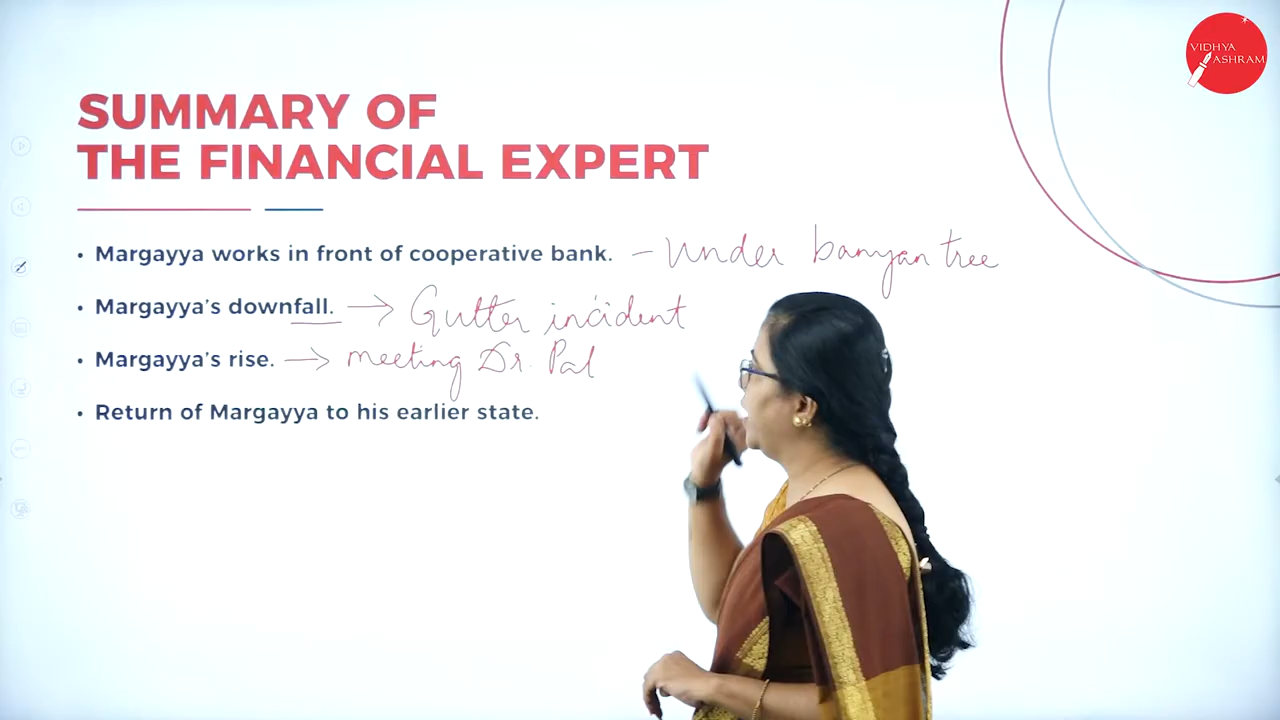 VIDHYA
ASHRAM
SUMMARY OF
THE FINANCIAL EXPERT
• Margayya works in front of cooperative bank. – Under banyan tree
• Margayya's downfall. → Gutter incident
• Margayya's rise. → meeting Dr. Pal
• Return of Margayya to his earlier state.